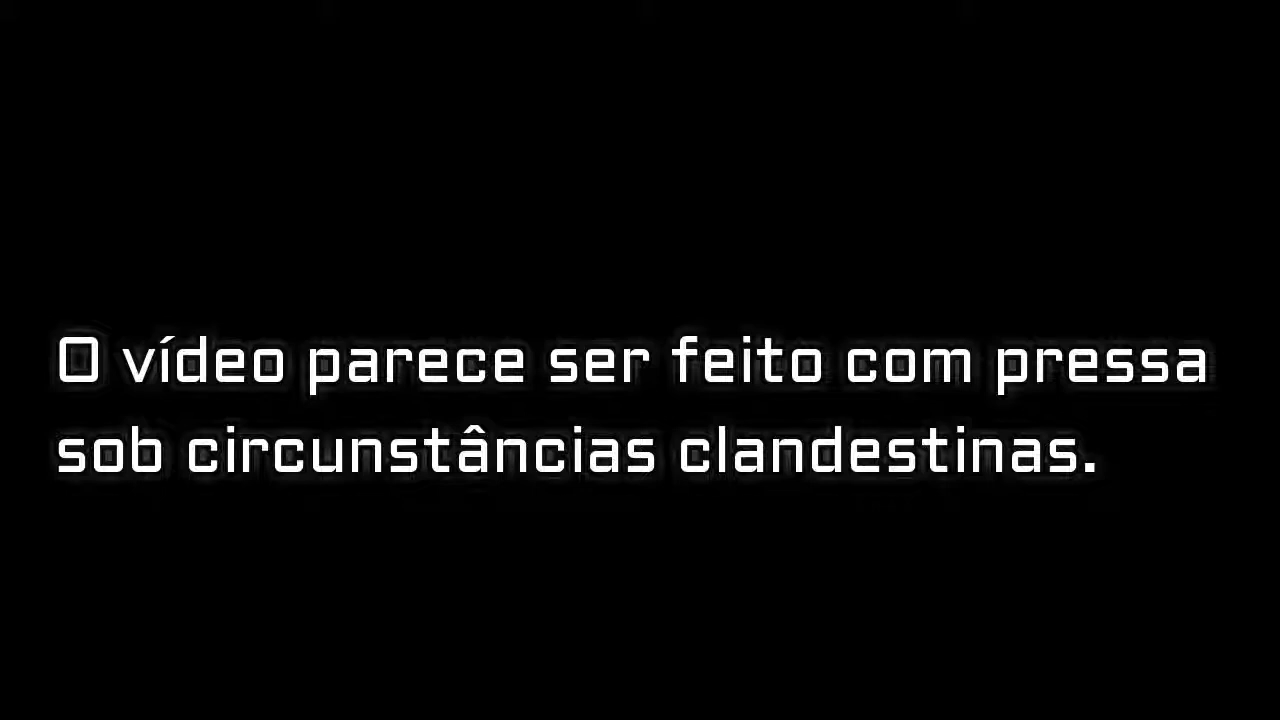 O vídeo parece ser feito com pressa
sob circunstâncias clandestinas.